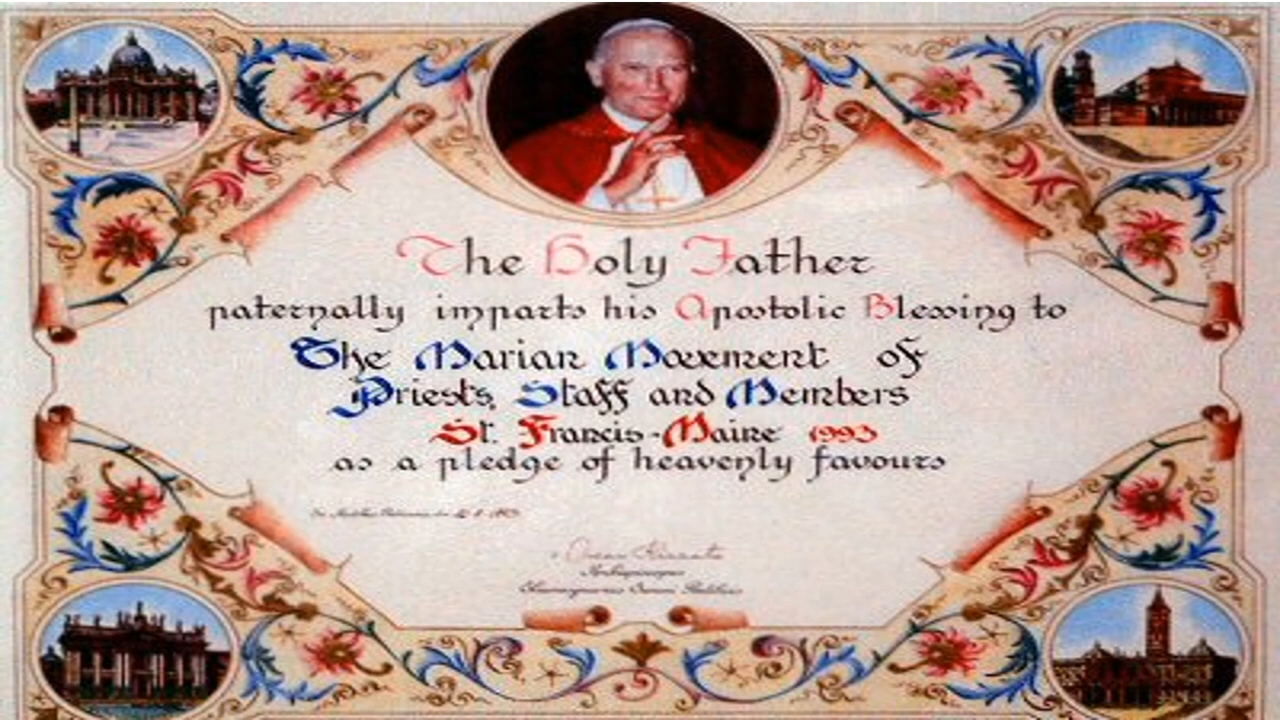 The Holy Father
paternally imparts his Apostolic Blessing to
The Marian Movement of
Priests, Staff and Members
St. Francis-Maine 1993
as a pledge of heavenly favours
Archiepiscopus